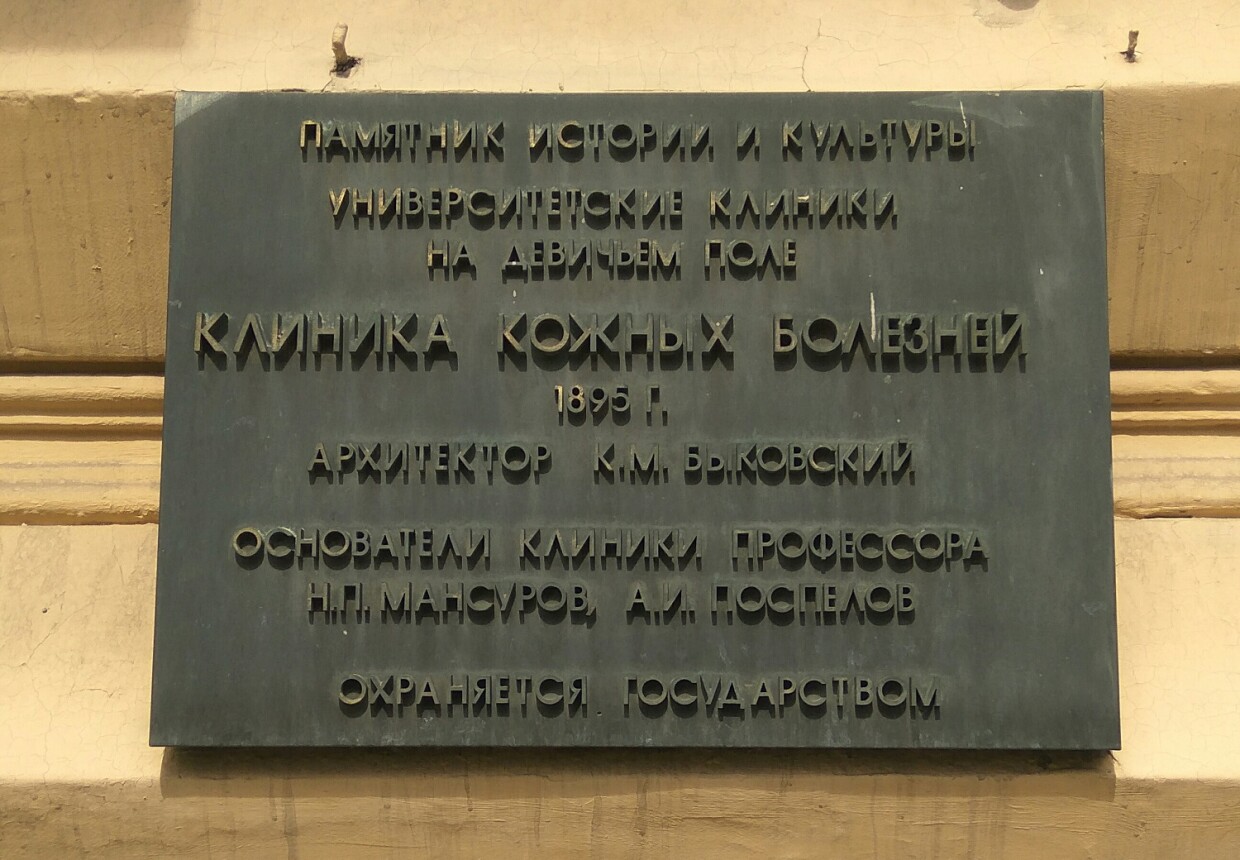 ПАМЯТНИК ИСТОРИИ И КУЛЬТУРЫ
УНИВЕРСИТЕТСКИЕ КЛИНИКИ
НА ДЕВИЧЬЕМ ПОЛЕ
КЛИНИКА КОЖНЫХ БОЛЕЗНЕЙ
1895 Г.
АРХИТЕКТОР К.М. БЫКОВСКИЙ
ОСНОВАТЕЛИ КЛИНИКИ ПРОФЕССОРА
Н.П. МАНСУРОВ, А.И. ПОСПЕЛОВ
ОХРАНЯЕТСЯ ГОСУДАРСТВОМ